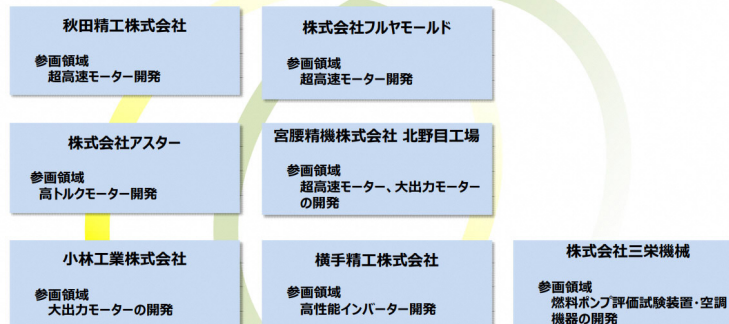 秋田精工株式会社
参画領域
超高速モーター開発
株式会社フルヤモールド
参画領域
超高速モーター開発
株式会社アスター
参画領域
高トルクモーター開発
宮腰精機株式会社 北野目工場
参画領域
超高速モーター、大出力モーター
の開発
小林工業株式会社
参画領域
大出力モーターの開発
横手精工株式会社
参画領域
高性能インバーター開発
株式会社三栄機械
参画領域
燃料ポンプ評価試験装置・空調
機器の開発